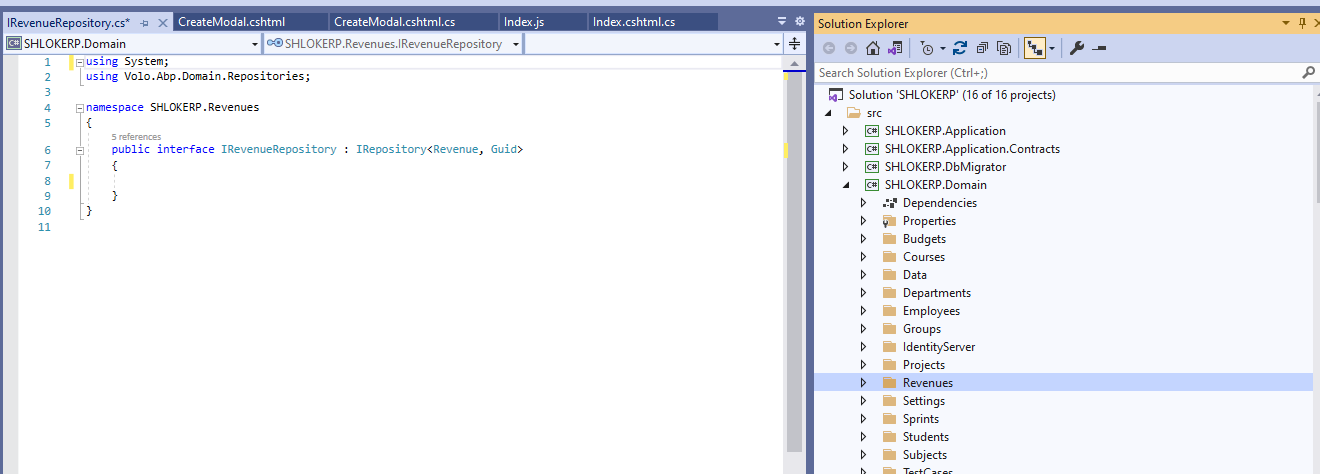 IRevenueRepository.cs*
CreateModal.cshtml
CreateModal.cshtml.cs
Index.js
Index.cshtml.cs
SHLOKERP.Domain
SHLOKERP.Revenues.IRevenueRepository
1 using System;
2 using Volo.Abp.Domain.Repositories;
3
4 namespace SHLOKERP.Revenues
5 {
5 references
6 public interface IRevenueRepository : IRepository<Revenue, Guid>
7 {
8
9 }
10 }
11
Solution Explorer
Search Solution Explorer (Ctrl+;)
Solution 'SHLOKERP' (16 of 16 projects)
src
C# SHLOKERP.Application
C# SHLOKERP.Application.Contracts
C# SHLOKERP.DbMigrator
C# SHLOKERP.Domain
Dependencies
Properties
Budgets
Courses
Data
Departments
Employees
Groups
IdentityServer
Projects
Revenues
Settings
Sprints
Students
Subjects
TestCases